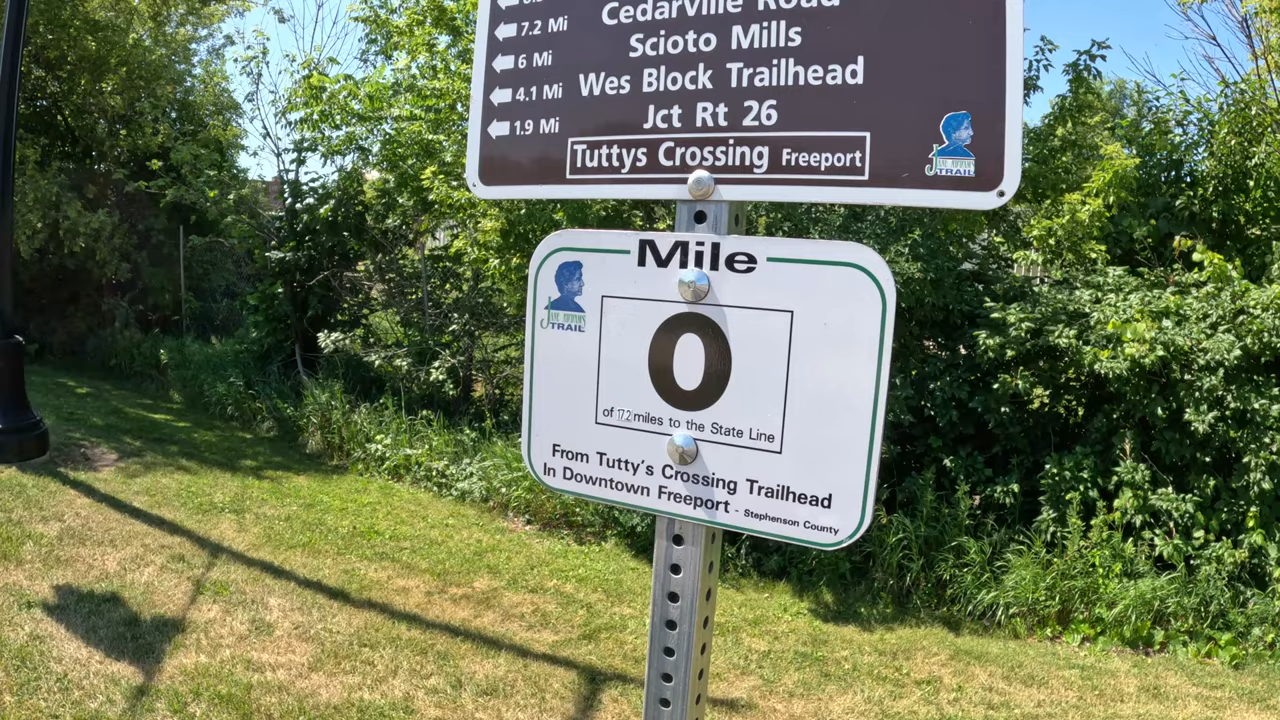 Cedarville Road
7.2 Mi Scioto Mills
6 Mi Wes Block Trailhead
4.1 Mi Jct Rt 26
1.9 Mi
Tuttys Crossing Freeport
JANE ADDAMS
TRAIL
Mile
JANE ADDAMS
TRAIL
0
of 17.2 miles to the State Line
From Tutty's Crossing Trailhead
In Downtown Freeport - Stephenson County